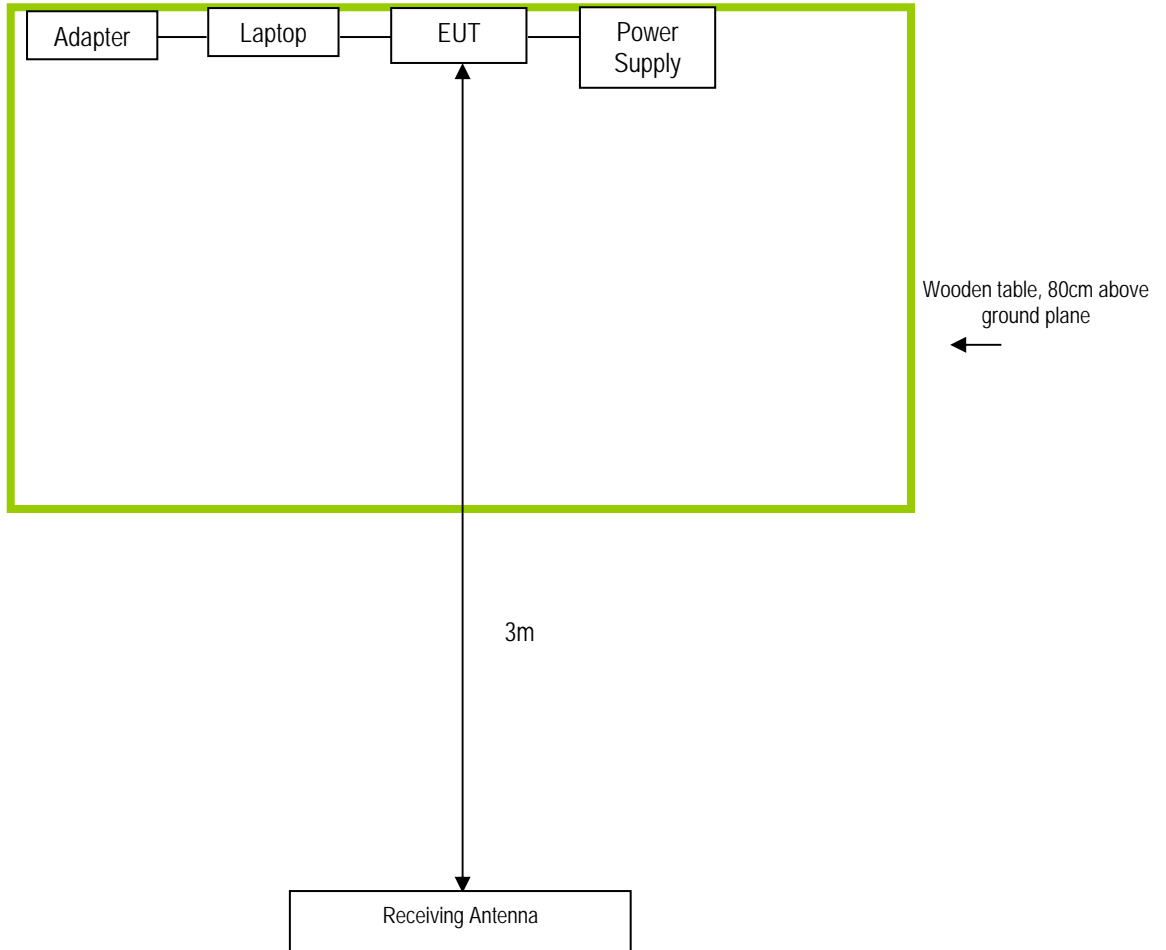 Adapter
Laptop
EUT
Power
Supply
Wooden table, 80cm above
ground plane
3m
Receiving Antenna